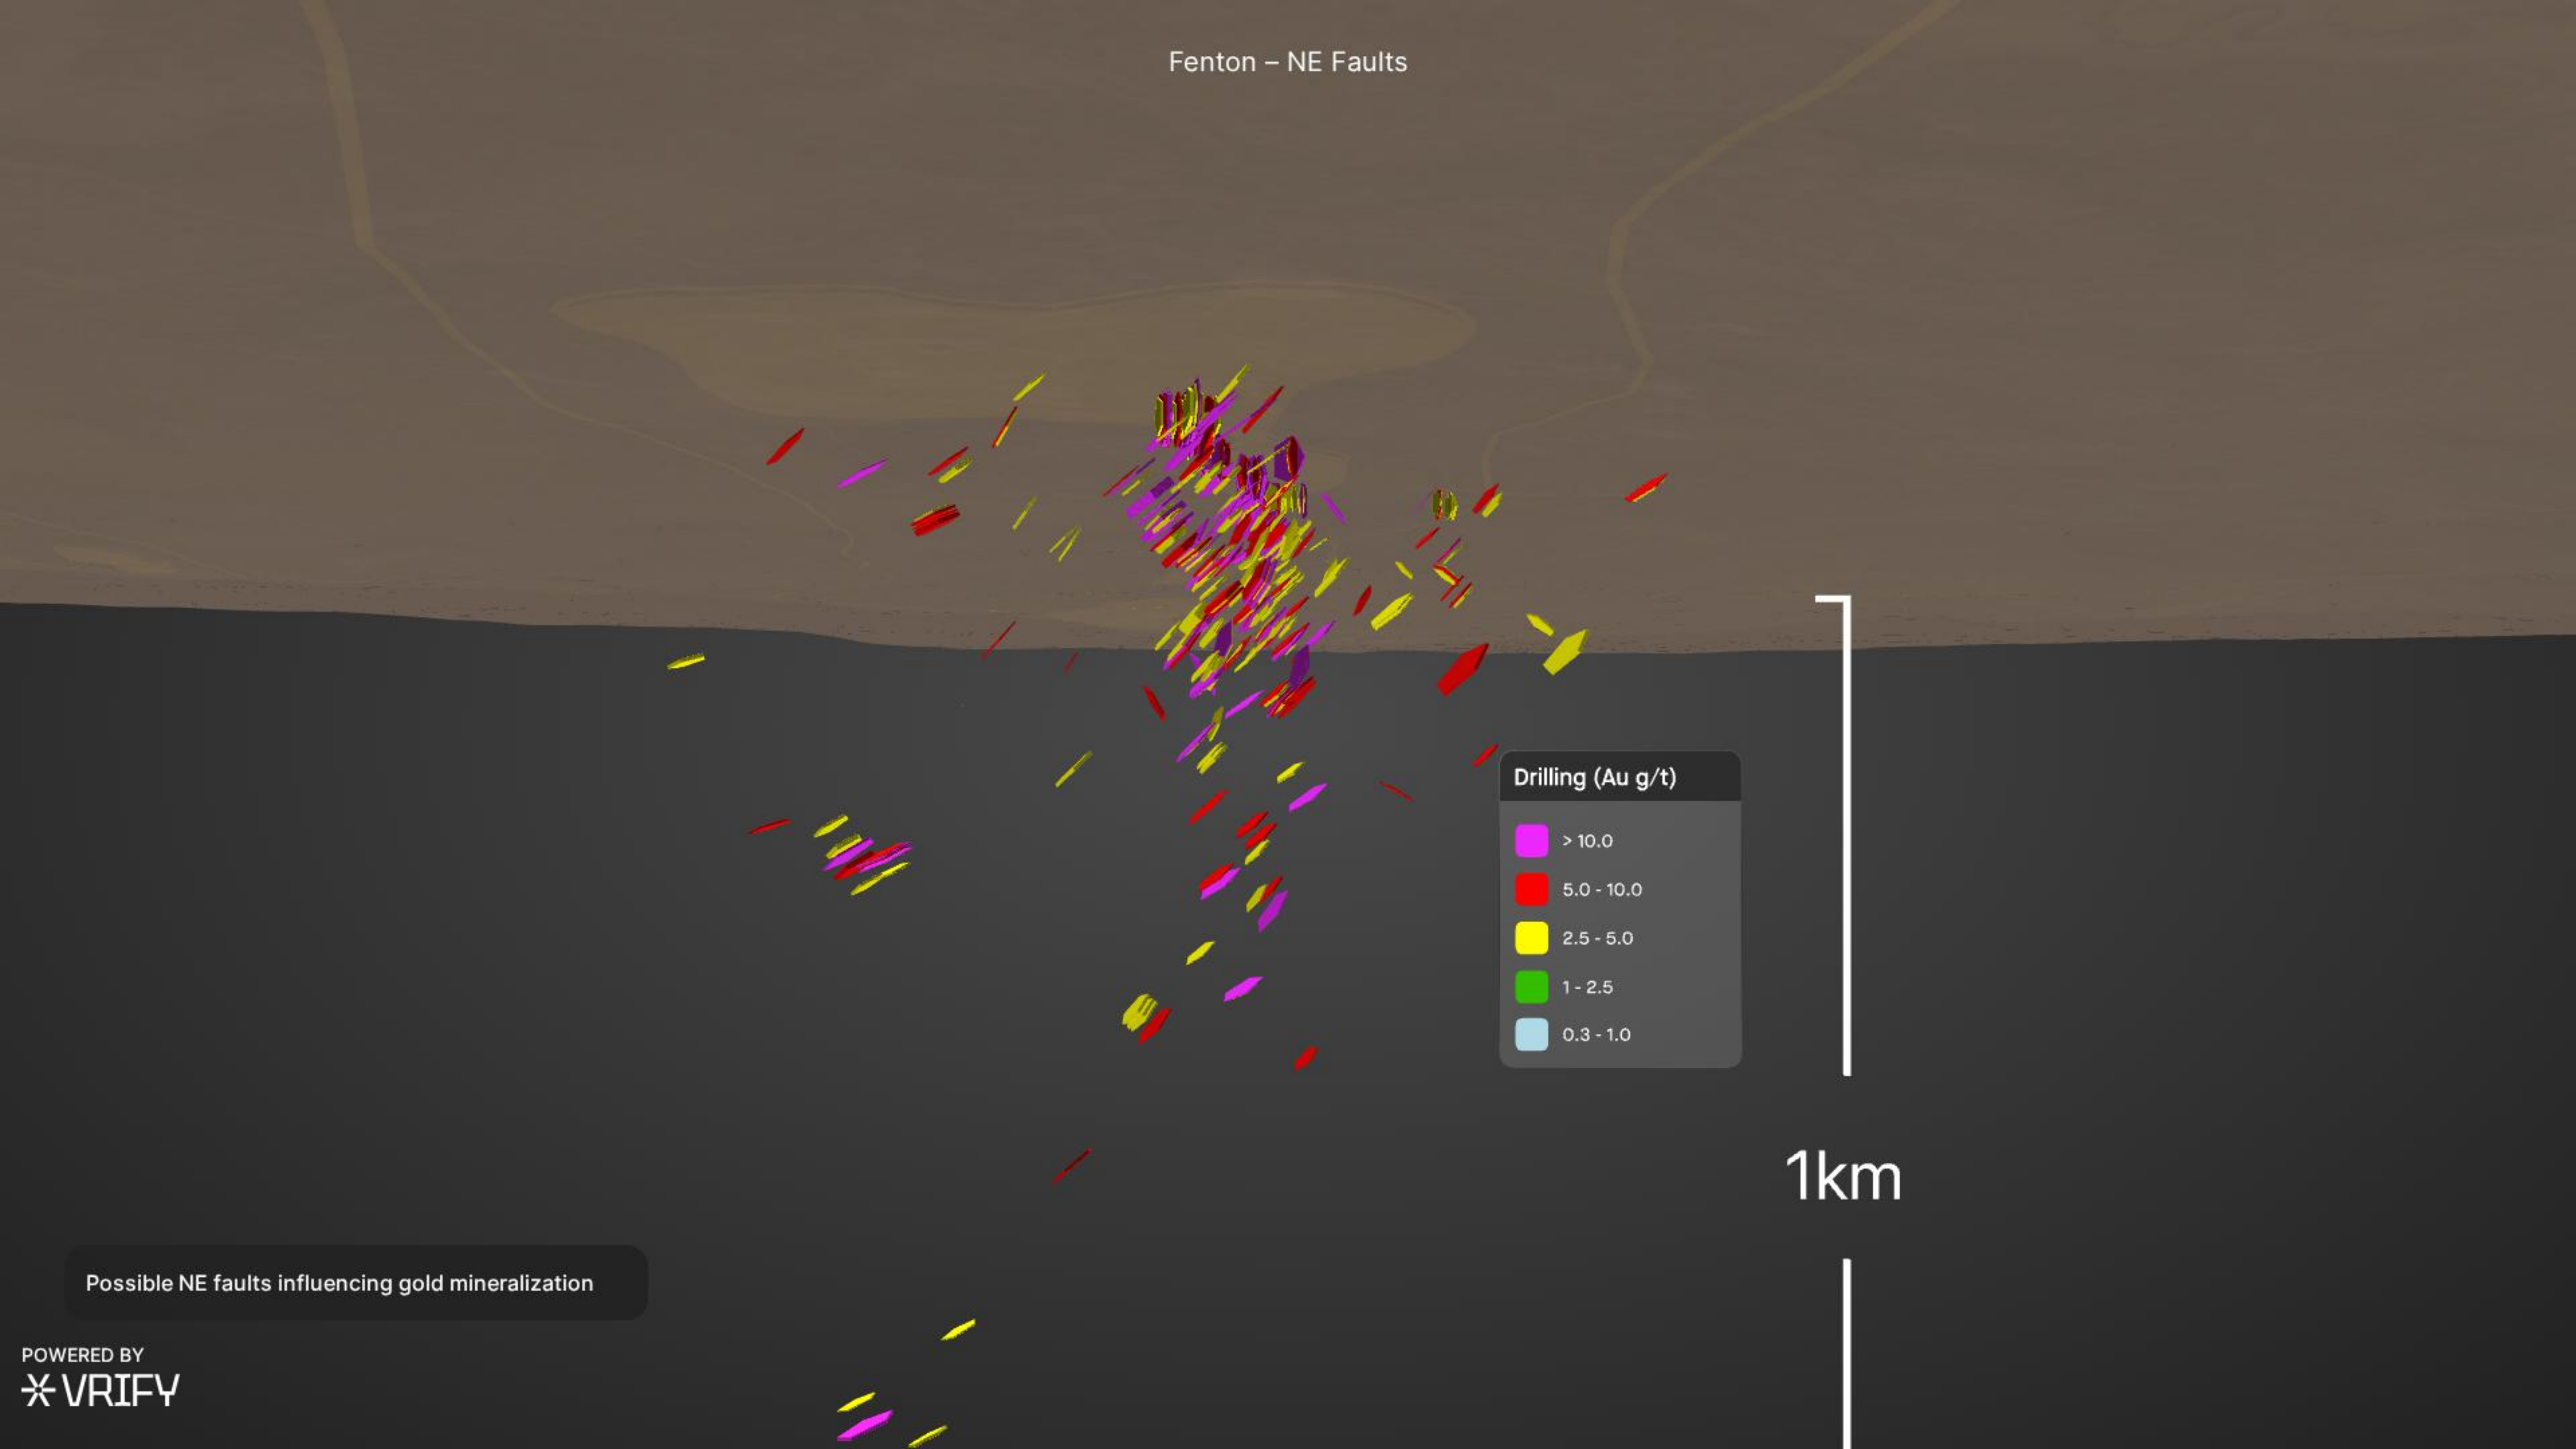 Fenton – NE Faults
Drilling (Au g/t)
> 10.0
5.0 - 10.0
2.5 - 5.0
1 - 2.5
0.3 - 1.0
1km
Possible NE faults influencing gold mineralization
POWERED BY
VRIFY